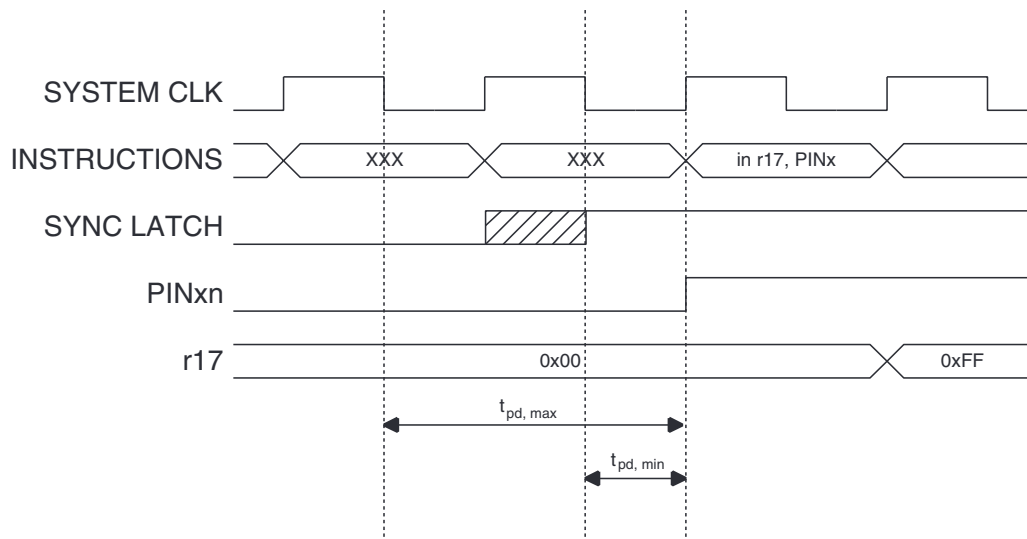 SYSTEM CLK
INSTRUCTIONS XXX XXX in r17, PINx
SYNC LATCH
PINxn
r17 0x00 0xFF
tpd, max
tpd, min